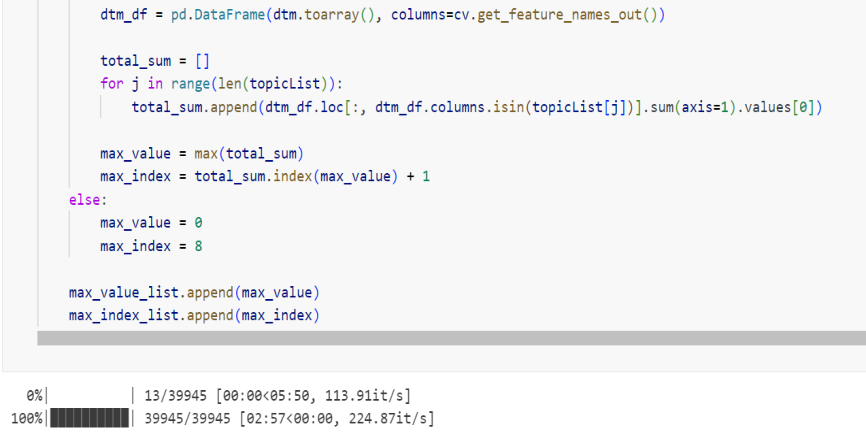 dtm_df = pd.DataFrame(dtm.toarray(), columns=cv.get_feature_names_out())
total_sum = []
for j in range(len(topicList)):
total_sum.append(dtm_df.loc[:, dtm_df.columns.isin(topicList[j])].sum(axis=1).values[0])
max_value = max(total_sum)
max_index = total_sum.index(max_value) + 1
else:
max_value = 0
max_index = 8
max_value_list.append(max_value)
max_index_list.append(max_index)
0%| | 13/39945 [00:00<05:50, 113.91it/s]
100%|██████████| 39945/39945 [02:57<00:00, 224.87it/s]